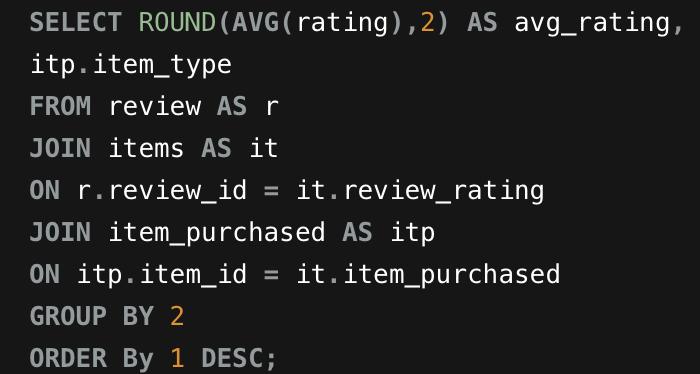 SELECT ROUND(AVG(rating),2) AS avg_rating,
itp.item_type
FROM review AS r
JOIN items AS it
ON r.review_id = it.review_rating
JOIN item_purchased AS itp
ON itp.item_id = it.item_purchased
GROUP BY 2
ORDER By 1 DESC;